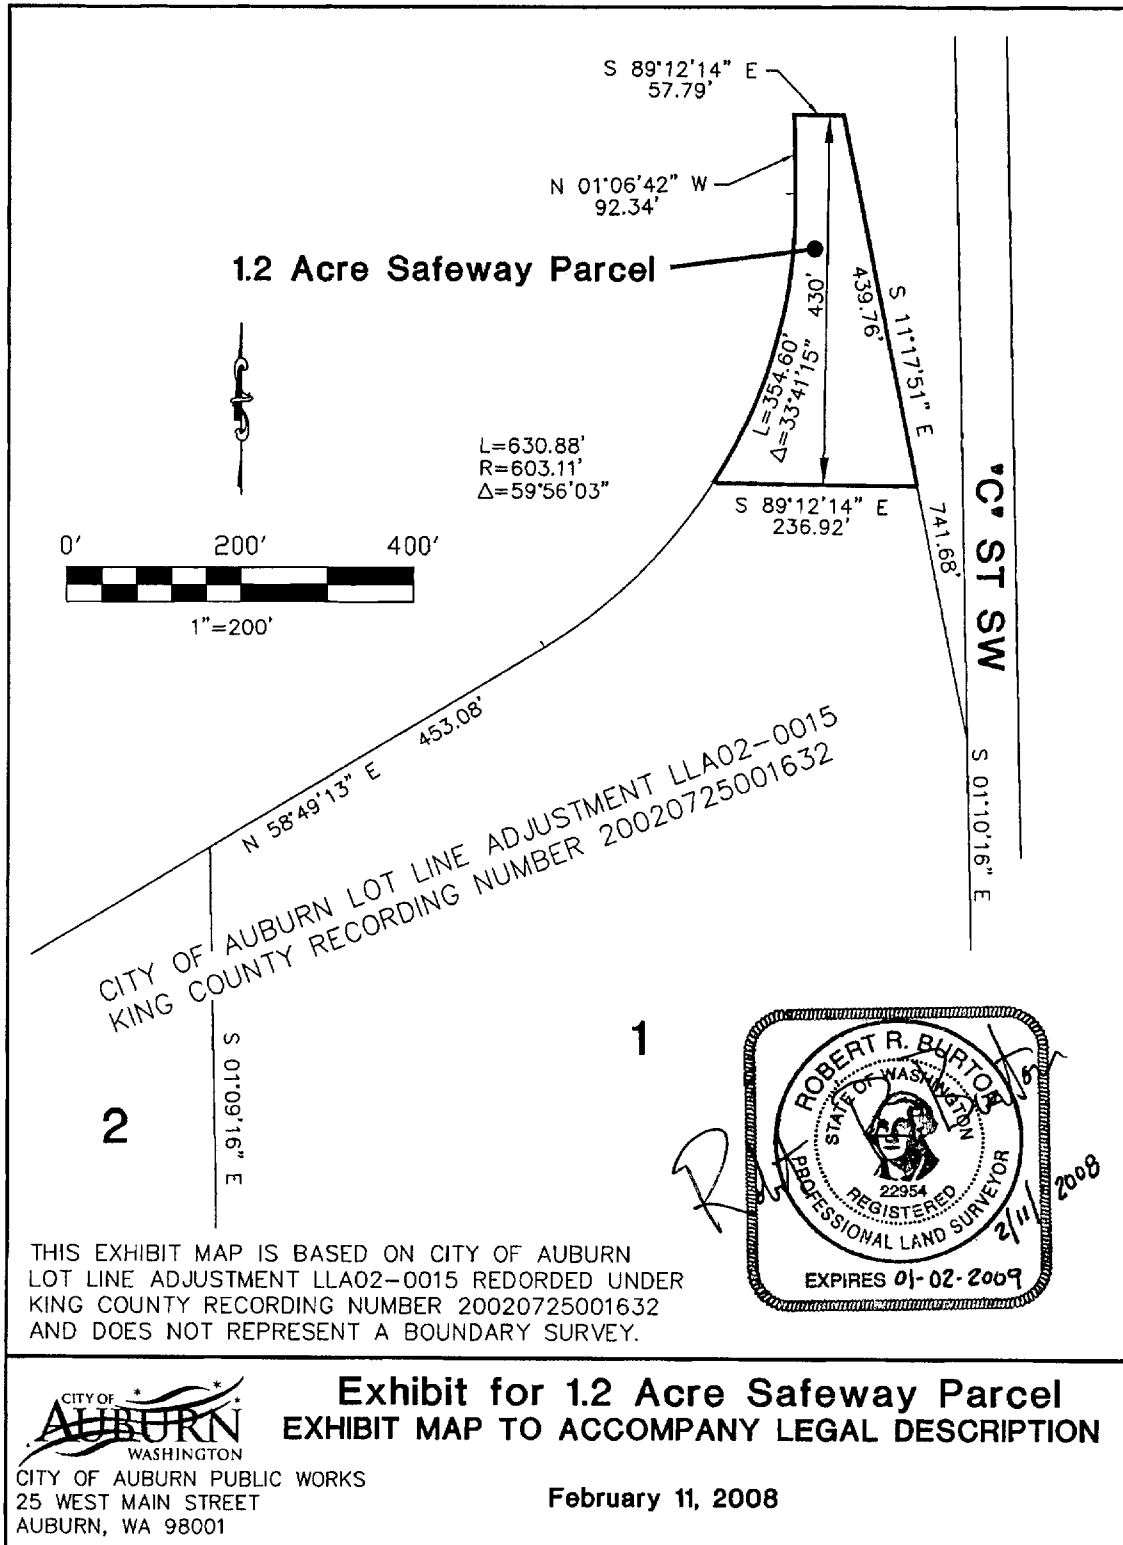 S 89°12'14" E
57.79'
N 01°06'42" W
92.34'
1.2 Acre Safeway Parcel
430'
439.76'
S 11°17'51" E
L=354.60'
Δ=33°41'15"
L=630.88'
R=603.11'
Δ=59°56'03"
S 89°12'14" E
236.92'
741.68'
'C' ST SW
0' 200' 400'
1"=200'
N 58°49'13" E 453.08'
S 01°10'16" E
CITY OF AUBURN LOT LINE ADJUSTMENT LLA02-0015
KING COUNTY RECORDING NUMBER 20020725001632
S 01°09'16" E
1
2
ROBERT R. BURTON
STATE OF WASHINGTON
22954
REGISTERED
PROFESSIONAL LAND SURVEYOR
2/11/2008
EXPIRES 01-02-2009
THIS EXHIBIT MAP IS BASED ON CITY OF AUBURN
LOT LINE ADJUSTMENT LLA02-0015 REDORDED UNDER
KING COUNTY RECORDING NUMBER 20020725001632
AND DOES NOT REPRESENT A BOUNDARY SURVEY.
CITY OF
AUBURN
WASHINGTON
CITY OF AUBURN PUBLIC WORKS
25 WEST MAIN STREET
AUBURN, WA 98001
Exhibit for 1.2 Acre Safeway Parcel
EXHIBIT MAP TO ACCOMPANY LEGAL DESCRIPTION
February 11, 2008